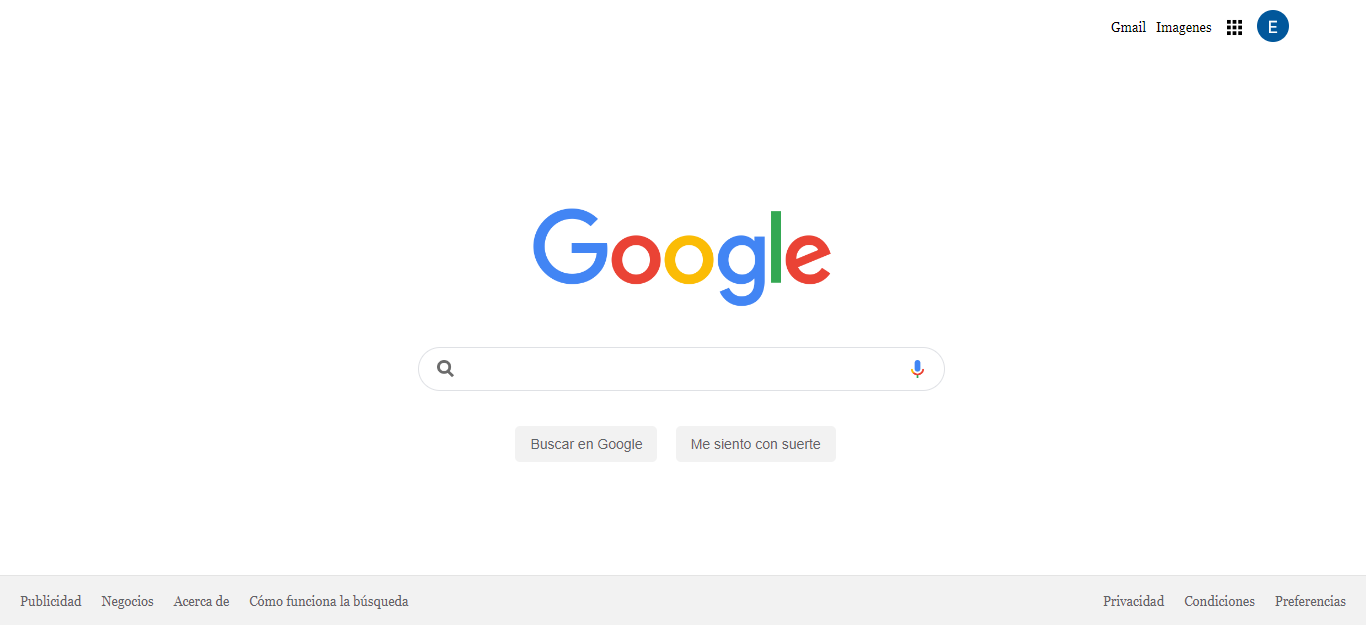 Gmail Imagenes E
Google
Buscar en Google Me siento con suerte
Publicidad Negocios Acerca de Cómo funciona la búsqueda Privacidad Condiciones Preferencias